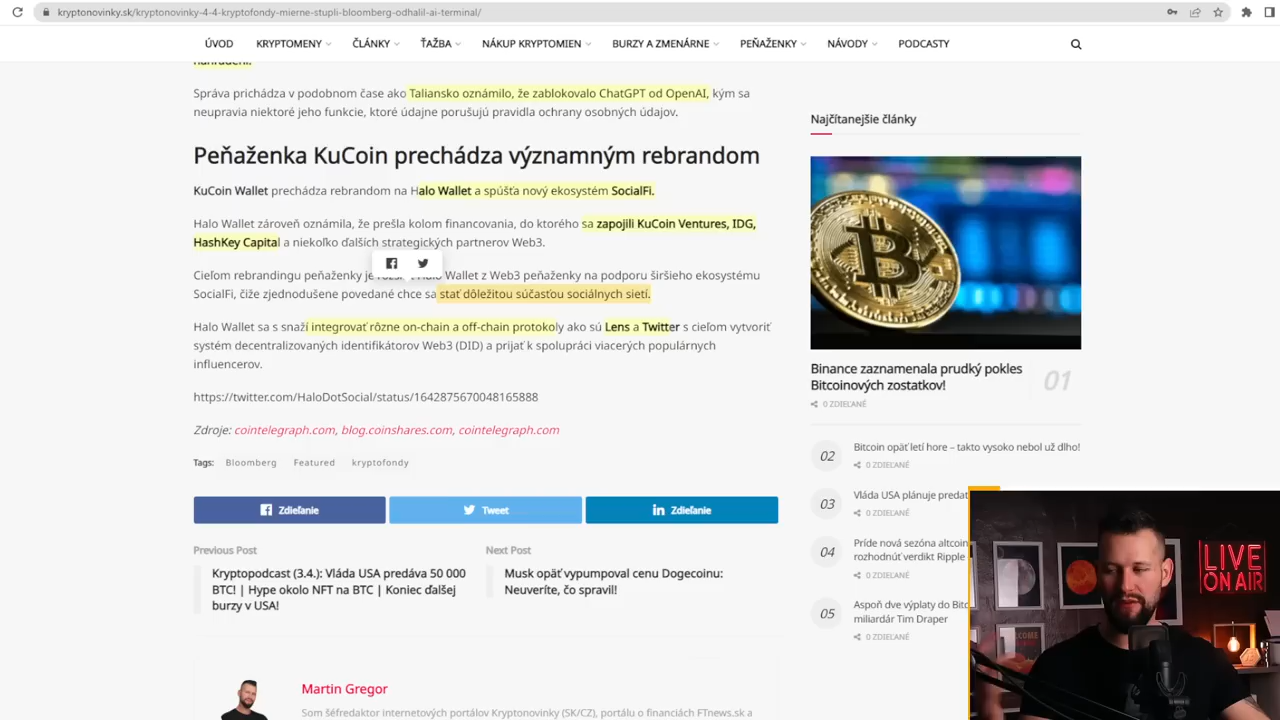 kryptonovinky.sk/kryptonovinky-4-4-kryptofondy-mierne-stupli-bloomberg-odhalil-ai-terminal/
ÚVOD KRYPTOMENY ČLÁNKY ŤAŽBA NÁKUP KRYPTOMIEN BURZY A ZMENÁRNE PEŇAŽENKY NÁVODY PODCASTY
Správa prichádza v podobnom čase ako Taliansko oznámilo, že zablokovalo ChatGPT od OpenAI, kým sa
neupravia niektoré jeho funkcie, ktoré údajne porušujú pravidla ochrany osobných údajov.
Peňaženka KuCoin prechádza významným rebrandom
KuCoin Wallet prechádza rebrandom na Halo Wallet a spúšťa nový ekosystém SocialFi.
Halo Wallet zároveň oznámila, že prešla kolom financovania, do ktorého sa zapojili KuCoin Ventures, IDG,
HashKey Capital a niekoľko ďalších strategických partnerov Web3.
Cieľom rebrandingu peňaženky je Halo Wallet z Web3 peňaženky na podporu širšieho ekosystému
SocialFi, čiže zjednodušene povedané chce sa stať dôležitou súčasťou sociálnych sietí.
Halo Wallet sa s snaží integrovať rôzne on-chain a off-chain protokoly ako sú Lens a Twitter s cieľom vytvoriť
systém decentralizovaných identifikátorov Web3 (DID) a prijať k spolupráci viacerých populárnych
influencerov.
https://twitter.com/HaloDotSocial/status/1642875670048165888
Zdroje: cointelegraph.com, blog.coinshares.com, cointelegraph.com
Tags: Bloomberg Featured kryptofondy
Zdieľanie Tweet Zdieľanie
Previous Post
Kryptopodcast (3.4.): Vláda USA predáva 50 000
BTC! | Hype okolo NFT na BTC | Koniec ďalšej
burzy v USA!
Next Post
Musk opäť vypumpoval cenu Dogecoinu:
Neuveríte, čo spravil!
Martin Gregor
Som šéfredaktor internetových portálov Kryptonovinky (SK/CZ), portálu o financiách FTnews.sk a
Najčítanejšie články
Binance zaznamenala prudký pokles
Bitcoinových zostatkov!
01
0 ZDIEĽANÉ
02 Bitcoin opäť letí hore – takto vysoko nebol už dlho!
0 ZDIEĽANÉ
03 Vláda USA plánuje predať
0 ZDIEĽANÉ
04 Príde nová sezóna altcoin
rozhodnúť verdikt Ripple
0 ZDIEĽANÉ
05 Aspoň dve výplaty do Bit
miliardár Tim Draper
0 ZDIEĽANÉ
LIVE
ON AIR